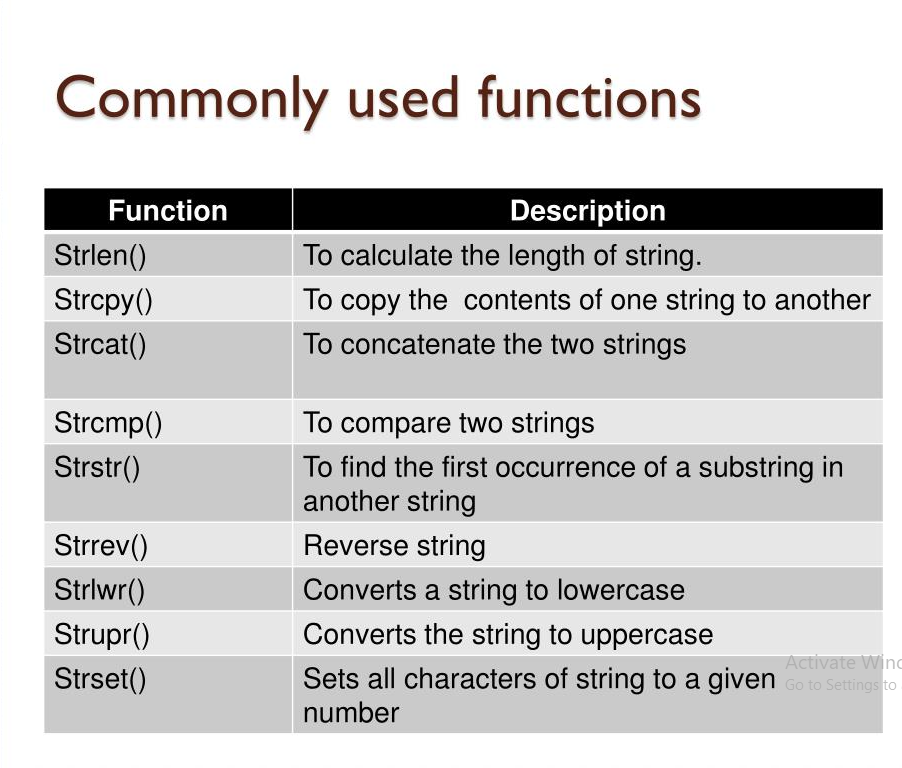 Commonly used functions
Function Description
Strlen() To calculate the length of string.
Strcpy() To copy the contents of one string to another
Strcat() To concatenate the two strings
Strcmp() To compare two strings
Strstr() To find the first occurrence of a substring in
another string
Strrev() Reverse string
Strlwr() Converts a string to lowercase
Strupr() Converts the string to uppercase
Activate
Strset() Sets all characters of string to a given
Go to Settings to
number